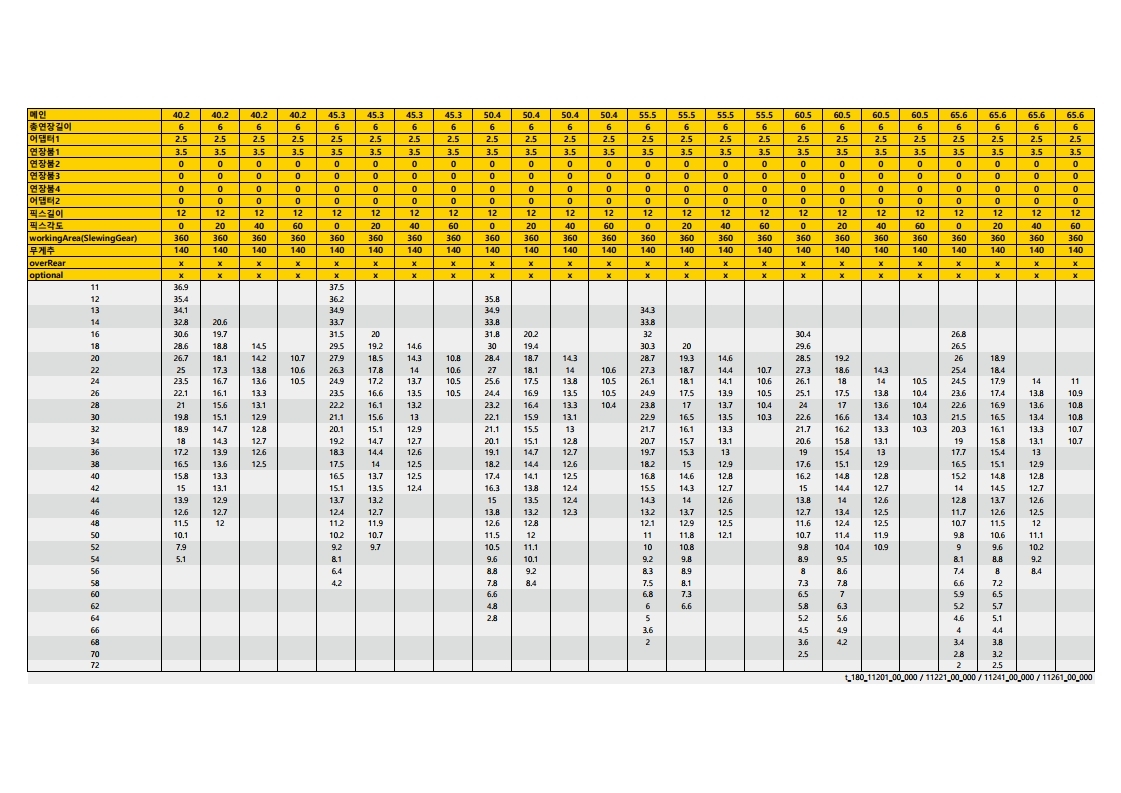 메인 40.2 40.2 40.2 40.2 45.3 45.3 45.3 45.3 50.4 50.4 50.4 50.4 55.5 55.5 55.5 55.5 60.5 60.5 60.5 60.5 65.6 65.6 65.6 65.6
총연장길이 6 6 6 6 6 6 6 6 6 6 6 6 6 6 6 6 6 6 6 6 6 6 6 6
어댑터1 2.5 2.5 2.5 2.5 2.5 2.5 2.5 2.5 2.5 2.5 2.5 2.5 2.5 2.5 2.5 2.5 2.5 2.5 2.5 2.5 2.5 2.5 2.5 2.5
연장붐1 3.5 3.5 3.5 3.5 3.5 3.5 3.5 3.5 3.5 3.5 3.5 3.5 3.5 3.5 3.5 3.5 3.5 3.5 3.5 3.5 3.5 3.5 3.5 3.5
연장붐2 0 0 0 0 0 0 0 0 0 0 0 0 0 0 0 0 0 0 0 0 0 0 0 0
연장붐3 0 0 0 0 0 0 0 0 0 0 0 0 0 0 0 0 0 0 0 0 0 0 0 0
연장붐4 0 0 0 0 0 0 0 0 0 0 0 0 0 0 0 0 0 0 0 0 0 0 0 0
어댑터2 0 0 0 0 0 0 0 0 0 0 0 0 0 0 0 0 0 0 0 0 0 0 0 0
픽스길이 12 12 12 12 12 12 12 12 12 12 12 12 12 12 12 12 12 12 12 12 12 12 12 12
픽스각도 0 20 40 60 0 20 40 60 0 20 40 60 0 20 40 60 0 20 40 60 0 20 40 60
workingArea(SlewingGear) 360 360 360 360 360 360 360 360 360 360 360 360 360 360 360 360 360 360 360 360 360 360 360 360
무게추 140 140 140 140 140 140 140 140 140 140 140 140 140 140 140 140 140 140 140 140 140 140 140 140
overRear x x x x x x x x x x x x x x x x x x x x x x x x
optional x x x x x x x x x x x x x x x x x x x x x x x x
11 36.9 37.5
12 35.4 36.2 35.8
13 34.1 34.9 34.9 34.3
14 32.8 20.6 33.7 33.8 33.8
16 30.6 19.7 31.5 20 31.8 20.2 32 30.4 26.8
18 28.6 18.8 14.5 29.5 19.2 14.6 30 19.4 30.3 20 29.6 26.5
20 26.7 18.1 14.2 10.7 27.9 18.5 14.3 10.8 28.4 18.7 14.3 28.7 19.3 14.6 28.5 19.2 26 18.9
22 25 17.3 13.8 10.6 26.3 17.8 14 10.6 27 18.1 14 10.6 27.3 18.7 14.4 10.7 27.3 18.6 14.3 25.4 18.4
24 23.5 16.7 13.6 10.5 24.9 17.2 13.7 10.5 25.6 17.5 13.8 10.5 26.1 18.1 14.1 10.6 26.1 18 14 10.5 24.5 17.9 14 11
26 22.1 16.1 13.3 23.5 16.6 13.5 10.5 24.4 16.9 13.5 10.5 24.9 17.5 13.9 10.5 25.1 17.5 13.8 10.4 23.6 17.4 13.8 10.9
28 21 15.6 13.1 22.2 16.1 13.2 23.2 16.4 13.3 10.4 23.8 17 13.7 10.4 24 17 13.6 10.4 22.6 16.9 13.6 10.8
30 19.8 15.1 12.9 21.1 15.6 13 22.1 15.9 13.1 22.9 16.5 13.5 10.3 22.9 16.6 13.4 10.3 21.5 16.5 13.4 10.8
32 18.9 14.7 12.8 20.1 15.1 12.9 21.1 15.5 13 21.7 16.1 13.3 21.7 16.2 13.3 10.3 20.3 16.1 13.3 10.7
34 18 14.3 12.7 19.2 14.7 12.7 20.1 15.1 12.8 20.7 15.7 13.1 20.6 15.8 13.1 19 15.8 13.1 10.7
36 17.2 13.9 12.6 18.3 14.4 12.6 19.1 14.7 12.7 19.7 15.3 13 19 15.4 13 17.7 15.4 13
38 16.5 13.6 12.5 17.5 14 12.5 18.2 14.4 12.6 18.2 15 12.9 17.6 15.1 12.9 16.5 15.1 12.9
40 15.8 13.3 16.5 13.7 12.5 17.4 14.1 12.5 16.8 14.6 12.8 16.2 14.8 12.8 15.2 14.8 12.8
42 15 13.1 15.1 13.5 12.4 16.3 13.8 12.4 15.5 14.3 12.7 15 14.4 12.7 14 14.5 12.7
44 13.9 12.9 13.7 13.2 15 13.5 12.4 14.3 14 12.6 13.8 14 12.6 12.8 13.7 12.6
46 12.6 12.7 12.4 12.7 13.8 13.2 12.3 13.2 13.7 12.5 12.7 13.4 12.5 11.7 12.6 12.5
48 11.5 12 11.2 11.9 12.6 12.8 12.1 12.9 12.5 11.6 12.4 12.5 10.7 11.5 12
50 10.1 10.2 10.7 11.5 12 11 11.8 12.1 10.7 11.4 11.9 9.8 10.6 11.1
52 7.9 9.2 9.7 10.5 11.1 10 10.8 9.8 10.4 10.9 9 9.6 10.2
54 5.1 8.1 9.6 10.1 9.2 9.8 8.9 9.5 8.1 8.8 9.2
56 6.4 8.8 9.2 8.3 8.9 8 8.6 7.4 8 8.4
58 4.2 7.8 8.4 7.5 8.1 7.3 7.8 6.6 7.2
60 6.6 6.8 7.3 6.5 7 5.9 6.5
62 4.8 6 6.6 5.8 6.3 5.2 5.7
64 2.8 5 5.2 5.6 4.6 5.1
66 3.6 4.5 4.9 4 4.4
68 2 3.6 4.2 3.4 3.8
70 2.5 2.8 3.2
72 2 2.5
t_180_11201_00_000 / 11221_00_000 / 11241_00_000 / 11261_00_000